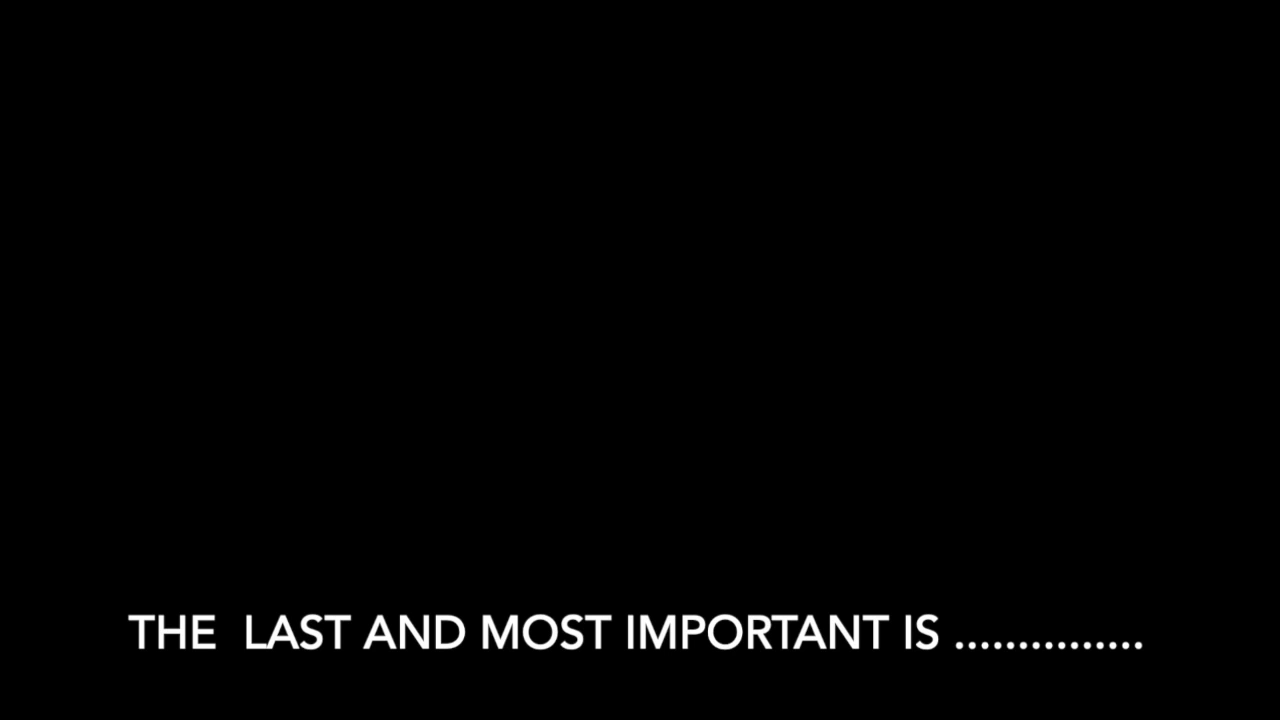 THE  LAST AND MOST IMPORTANT IS ...............